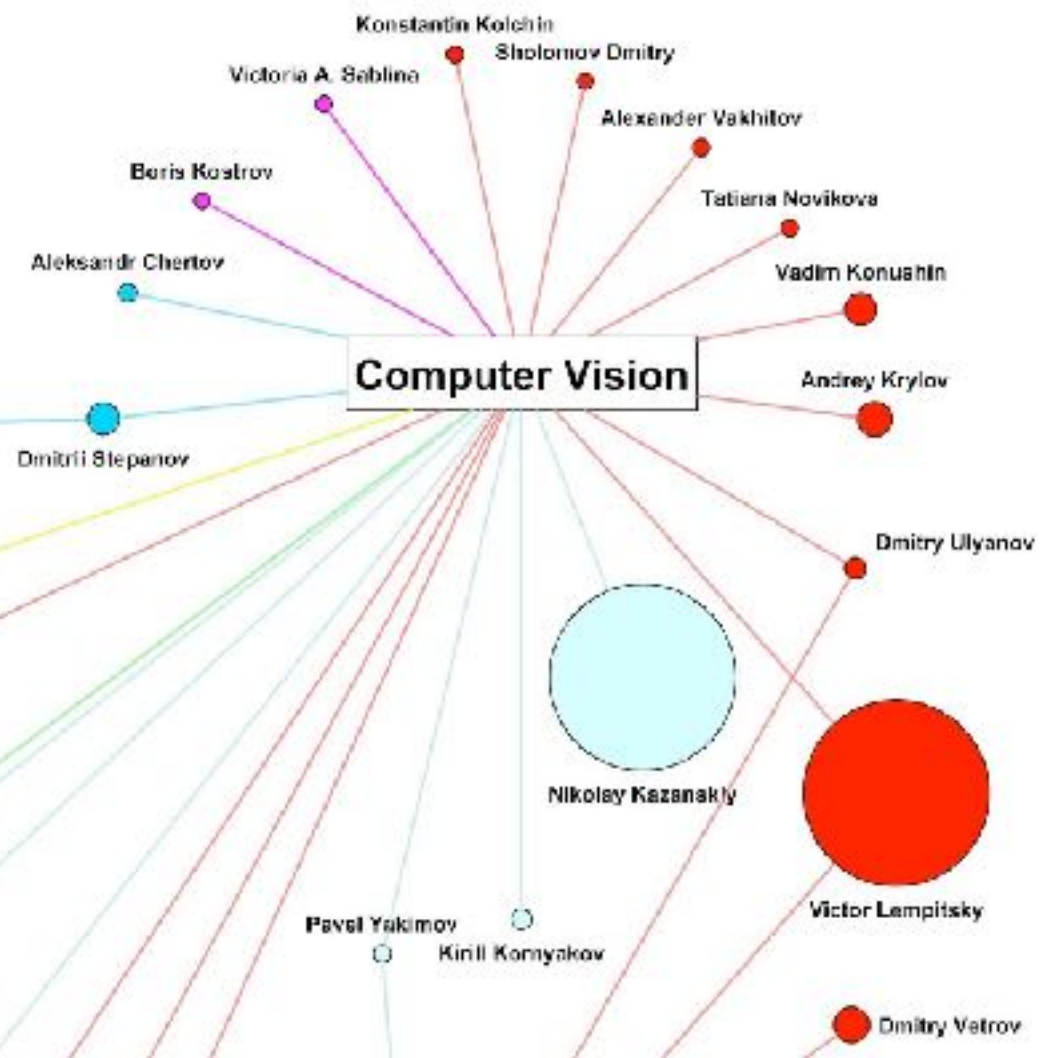 Konstantin Kolchin
Sholomov Dmitry
Victoria A. Sablina
Alexander Vakhitov
Boris Kostrov
Tatiana Novikova
Aleksandr Chertov
Vadim Konushin
Computer Vision
Andrey Krylov
Dmitrii Stepanov
Dmitry Ulyanov
Nikolay Kazanskiy
Victor Lempitsky
Pavel Yakimov
Kirill Kornyakov
Dmitry Vetrov